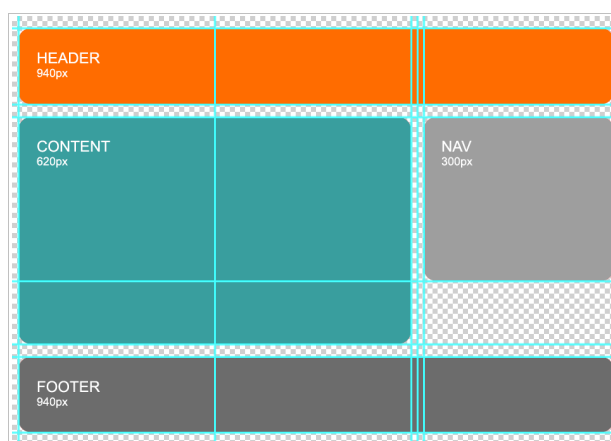 HEADER
940px
CONTENT
620px
NAV
300px
FOOTER
940px